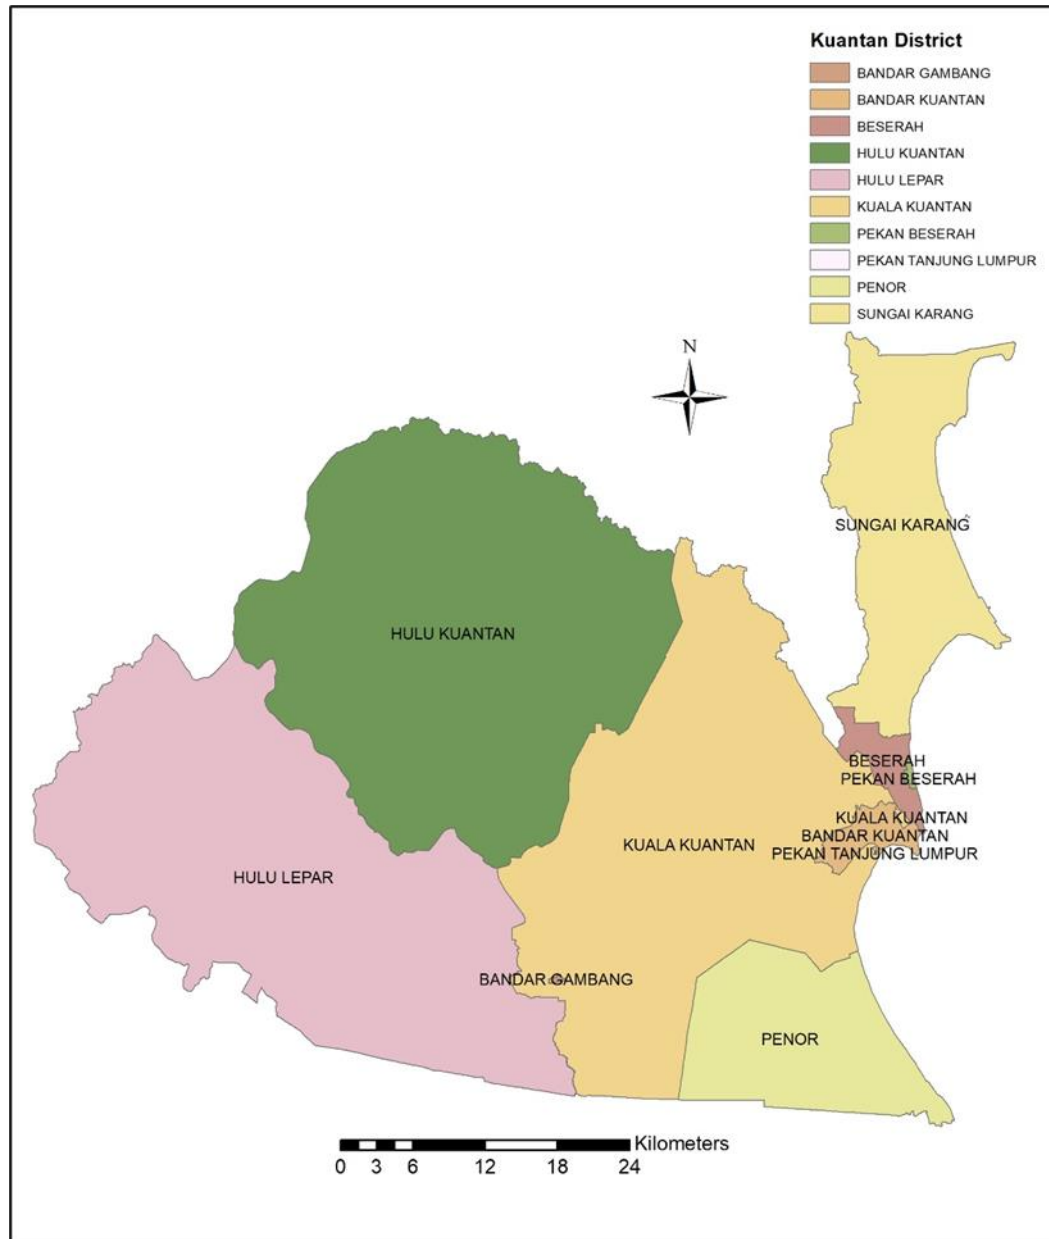 Kuantan District
BANDAR GAMBANG
BANDAR KUANTAN
BESERAH
HULU KUANTAN
HULU LEPAR
KUALA KUANTAN
PEKAN BESERAH
PEKAN TANJUNG LUMPUR
PENOR
SUNGAI KARANG
N
SUNGAI KARANG
HULU KUANTAN
BESERAH
PEKAN BESERAH
KUALA KUANTAN
BANDAR KUANTAN
KUALA KUANTAN
PEKAN TANJUNG LUMPUR
HULU LEPAR
BANDAR GAMBANG
PENOR
Kilometers
0 3 6 12 18 24